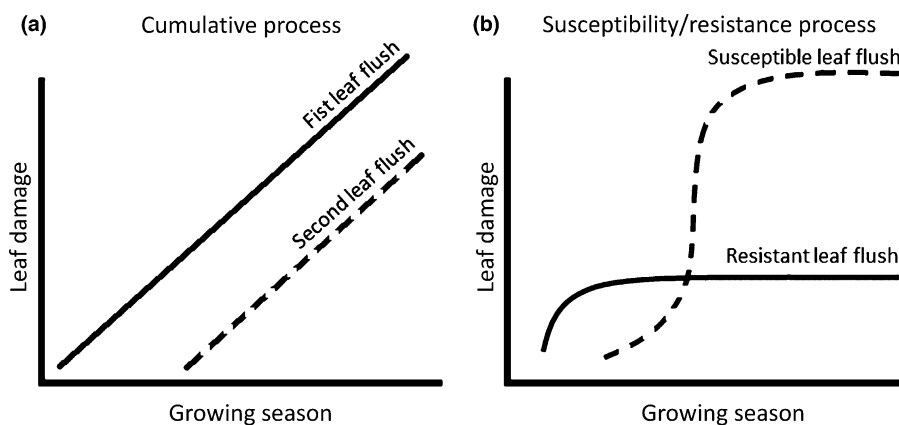 (a) Cumulative process
Fist leaf flush
Second leaf flush
Leaf damage
Growing season
(b) Susceptibility/resistance process
Susceptible leaf flush
Resistant leaf flush
Leaf damage
Growing season